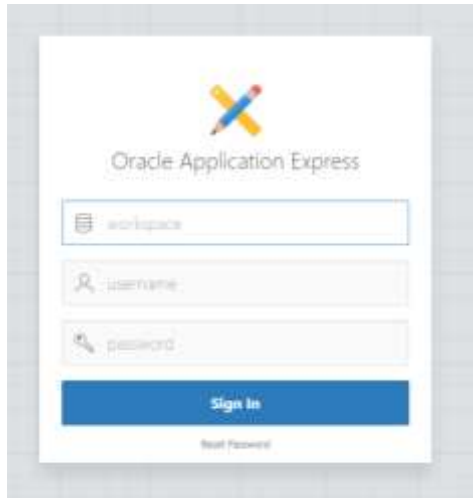 Oracle Application Express
workspace
username
password
Sign In
Reset Password